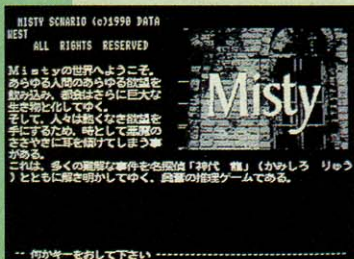 MISTY SCNARIO (c)1990 DATA
WEST
ALL RIGHTS RESERVED
Mistyの世界へようこそ。
あらゆる人間のあらゆる欲望を
飲み込み、都会はさらに巨大な
生き物と化してゆく。
そして、人々は飽くなき欲望を
手にするため、時として悪魔の
ささやきに耳を傾けてしまう事
がある。
これは、多くの難解な事件を名探偵「神代 龍」(かみしろ りゅう
)とともに解き明かしてゆく、興奮の推理ゲームである。
Misty
-- 何かキーをおして下さい --------------------------------